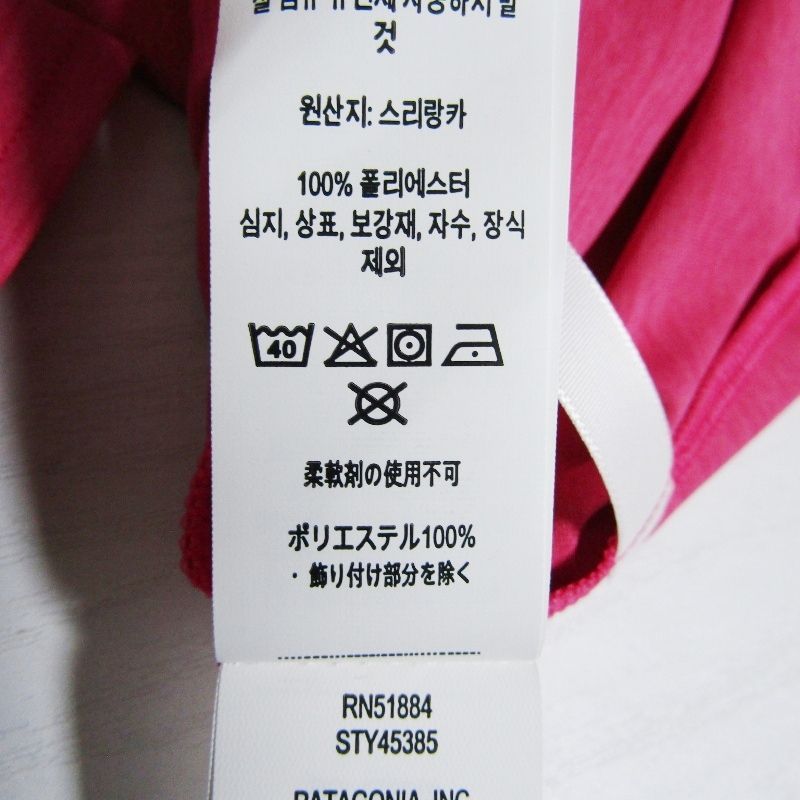 것
원산지: 스리랑카
100% 폴리에스터
심지, 상표, 보강재, 자수, 장식
제외
40
柔軟剤の使用不可
ポリエステル100%
・飾り付け部分を除く
RN51884
STY45385
PATAGONIA, INC.